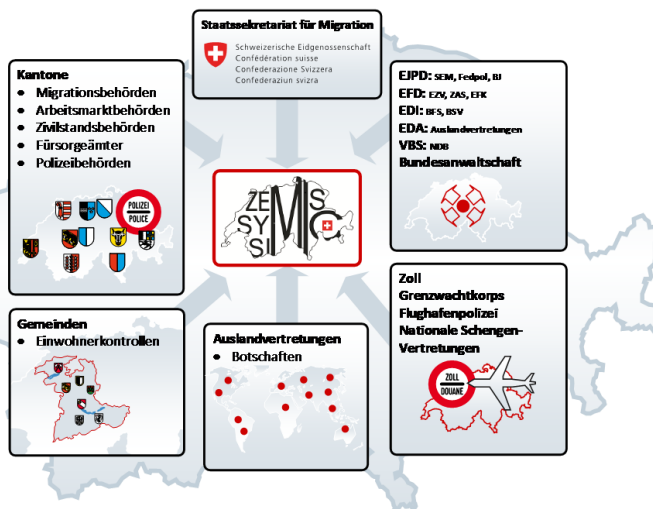 Staatssekretariat für Migration
Schweizerische Eidgenossenschaft
Confédération suisse
Confederazione Svizzera
Confederaziun svizra
Kantone
• Migrationsbehörden
• Arbeitsmarktbehörden
• Zivilstandsbehörden
• Fürsorgeämter
• Polizeibehörden
POLIZEI
POLICE
EJPD: SEM, Fedpol, BJ
EFD: EZV, ZAS, EFK
EDI: BFS, BSV
EDA: Auslandvertretungen
VBS: NDB
Bundesanwaltschaft
ZEMIS
SYMIC
SI
Gemeinden
• Einwohnerkontrollen
Auslandvertretungen
• Botschaften
Zoll
Grenzwachtkorps
Flughafenpolizei
Nationale Schengen-
Vertretungen
ZOLL
DOUANE